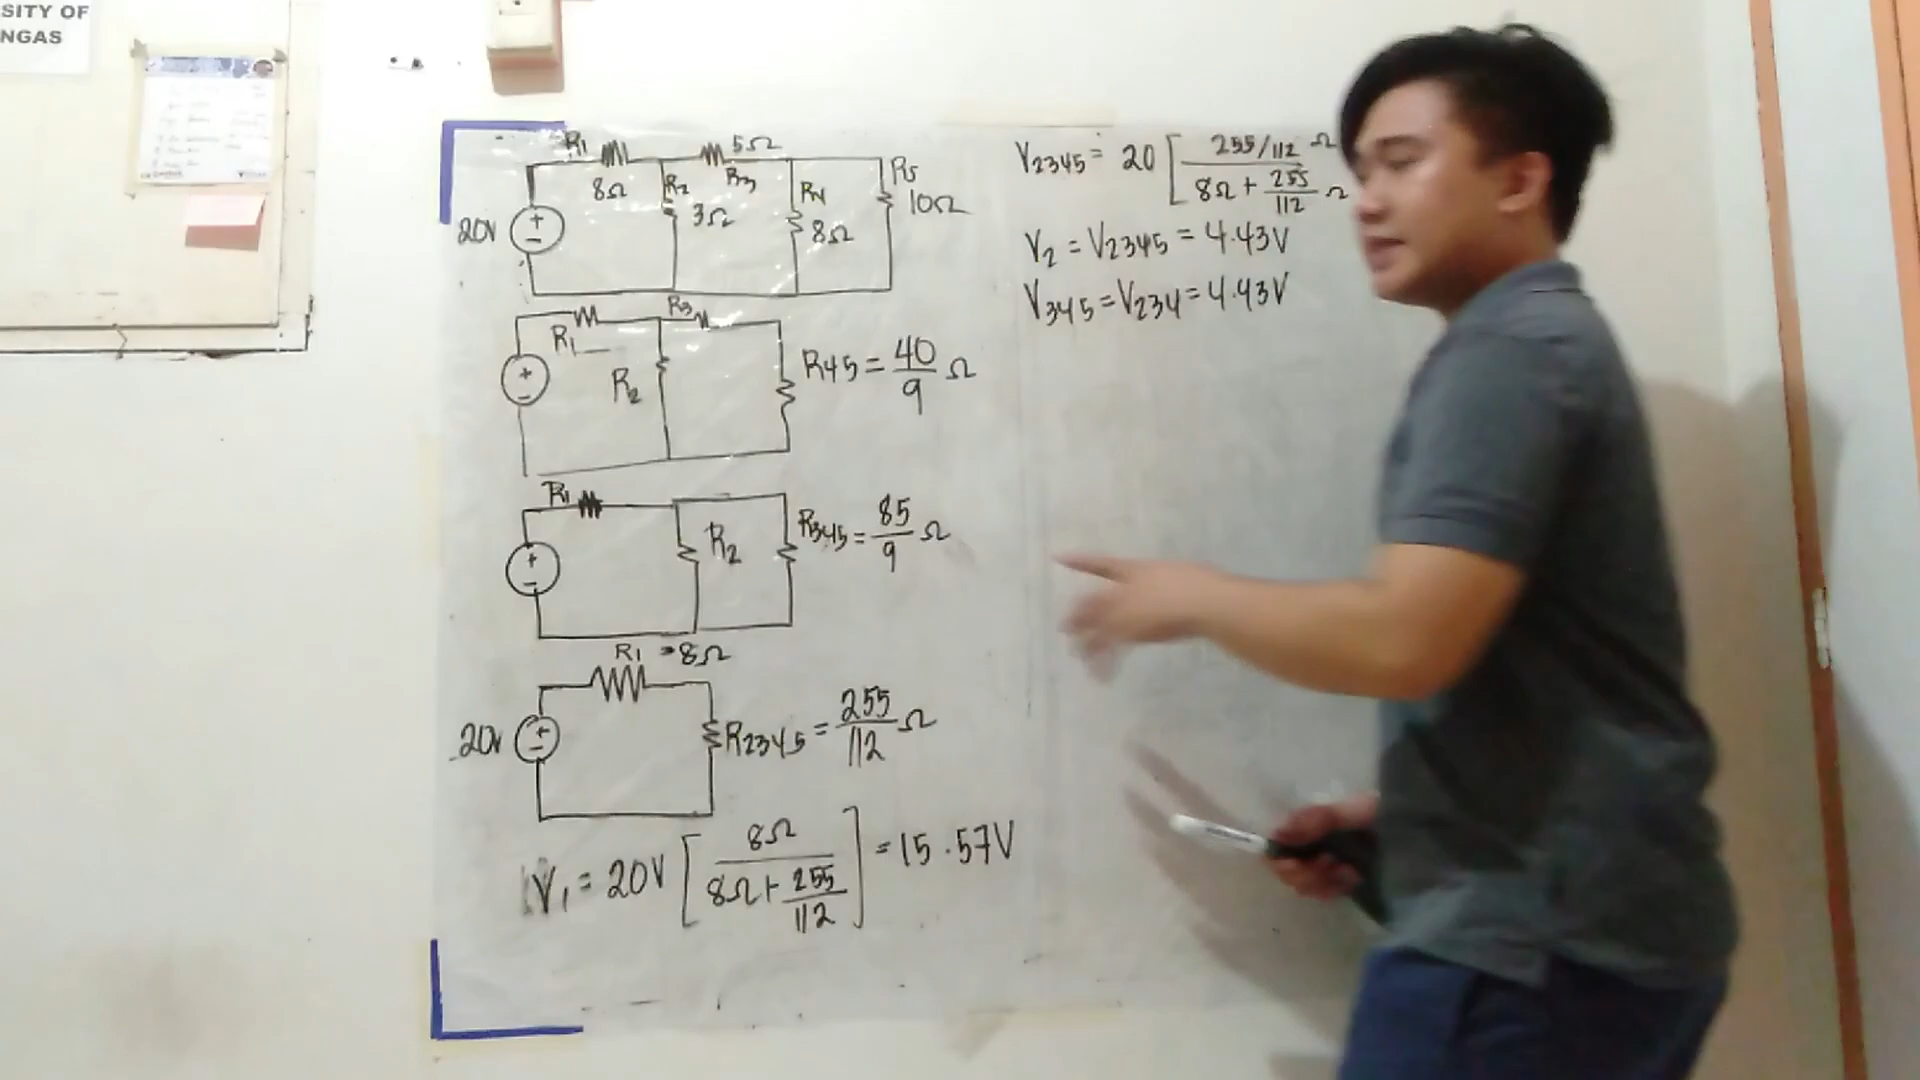 SITY OF
NGAS
R1
8Ω
5Ω
R3
R2
3Ω
R4
8Ω
R5
10Ω
20V
+
-
R1
R3
R2
+
-
R45 = 40/9 Ω
R1
R2
+
-
R345 = 85/9 Ω
R1 = 8Ω
20V
+
-
R2345 = 255/112 Ω
V1 = 20V [ 8Ω / 8Ω + 255/112 ] = 15.57V
V2345 = 20 [ 255/112 Ω / 8Ω + 255/112 Ω
V2 = V2345 = 4.43V
V345 = V234 = 4.43V